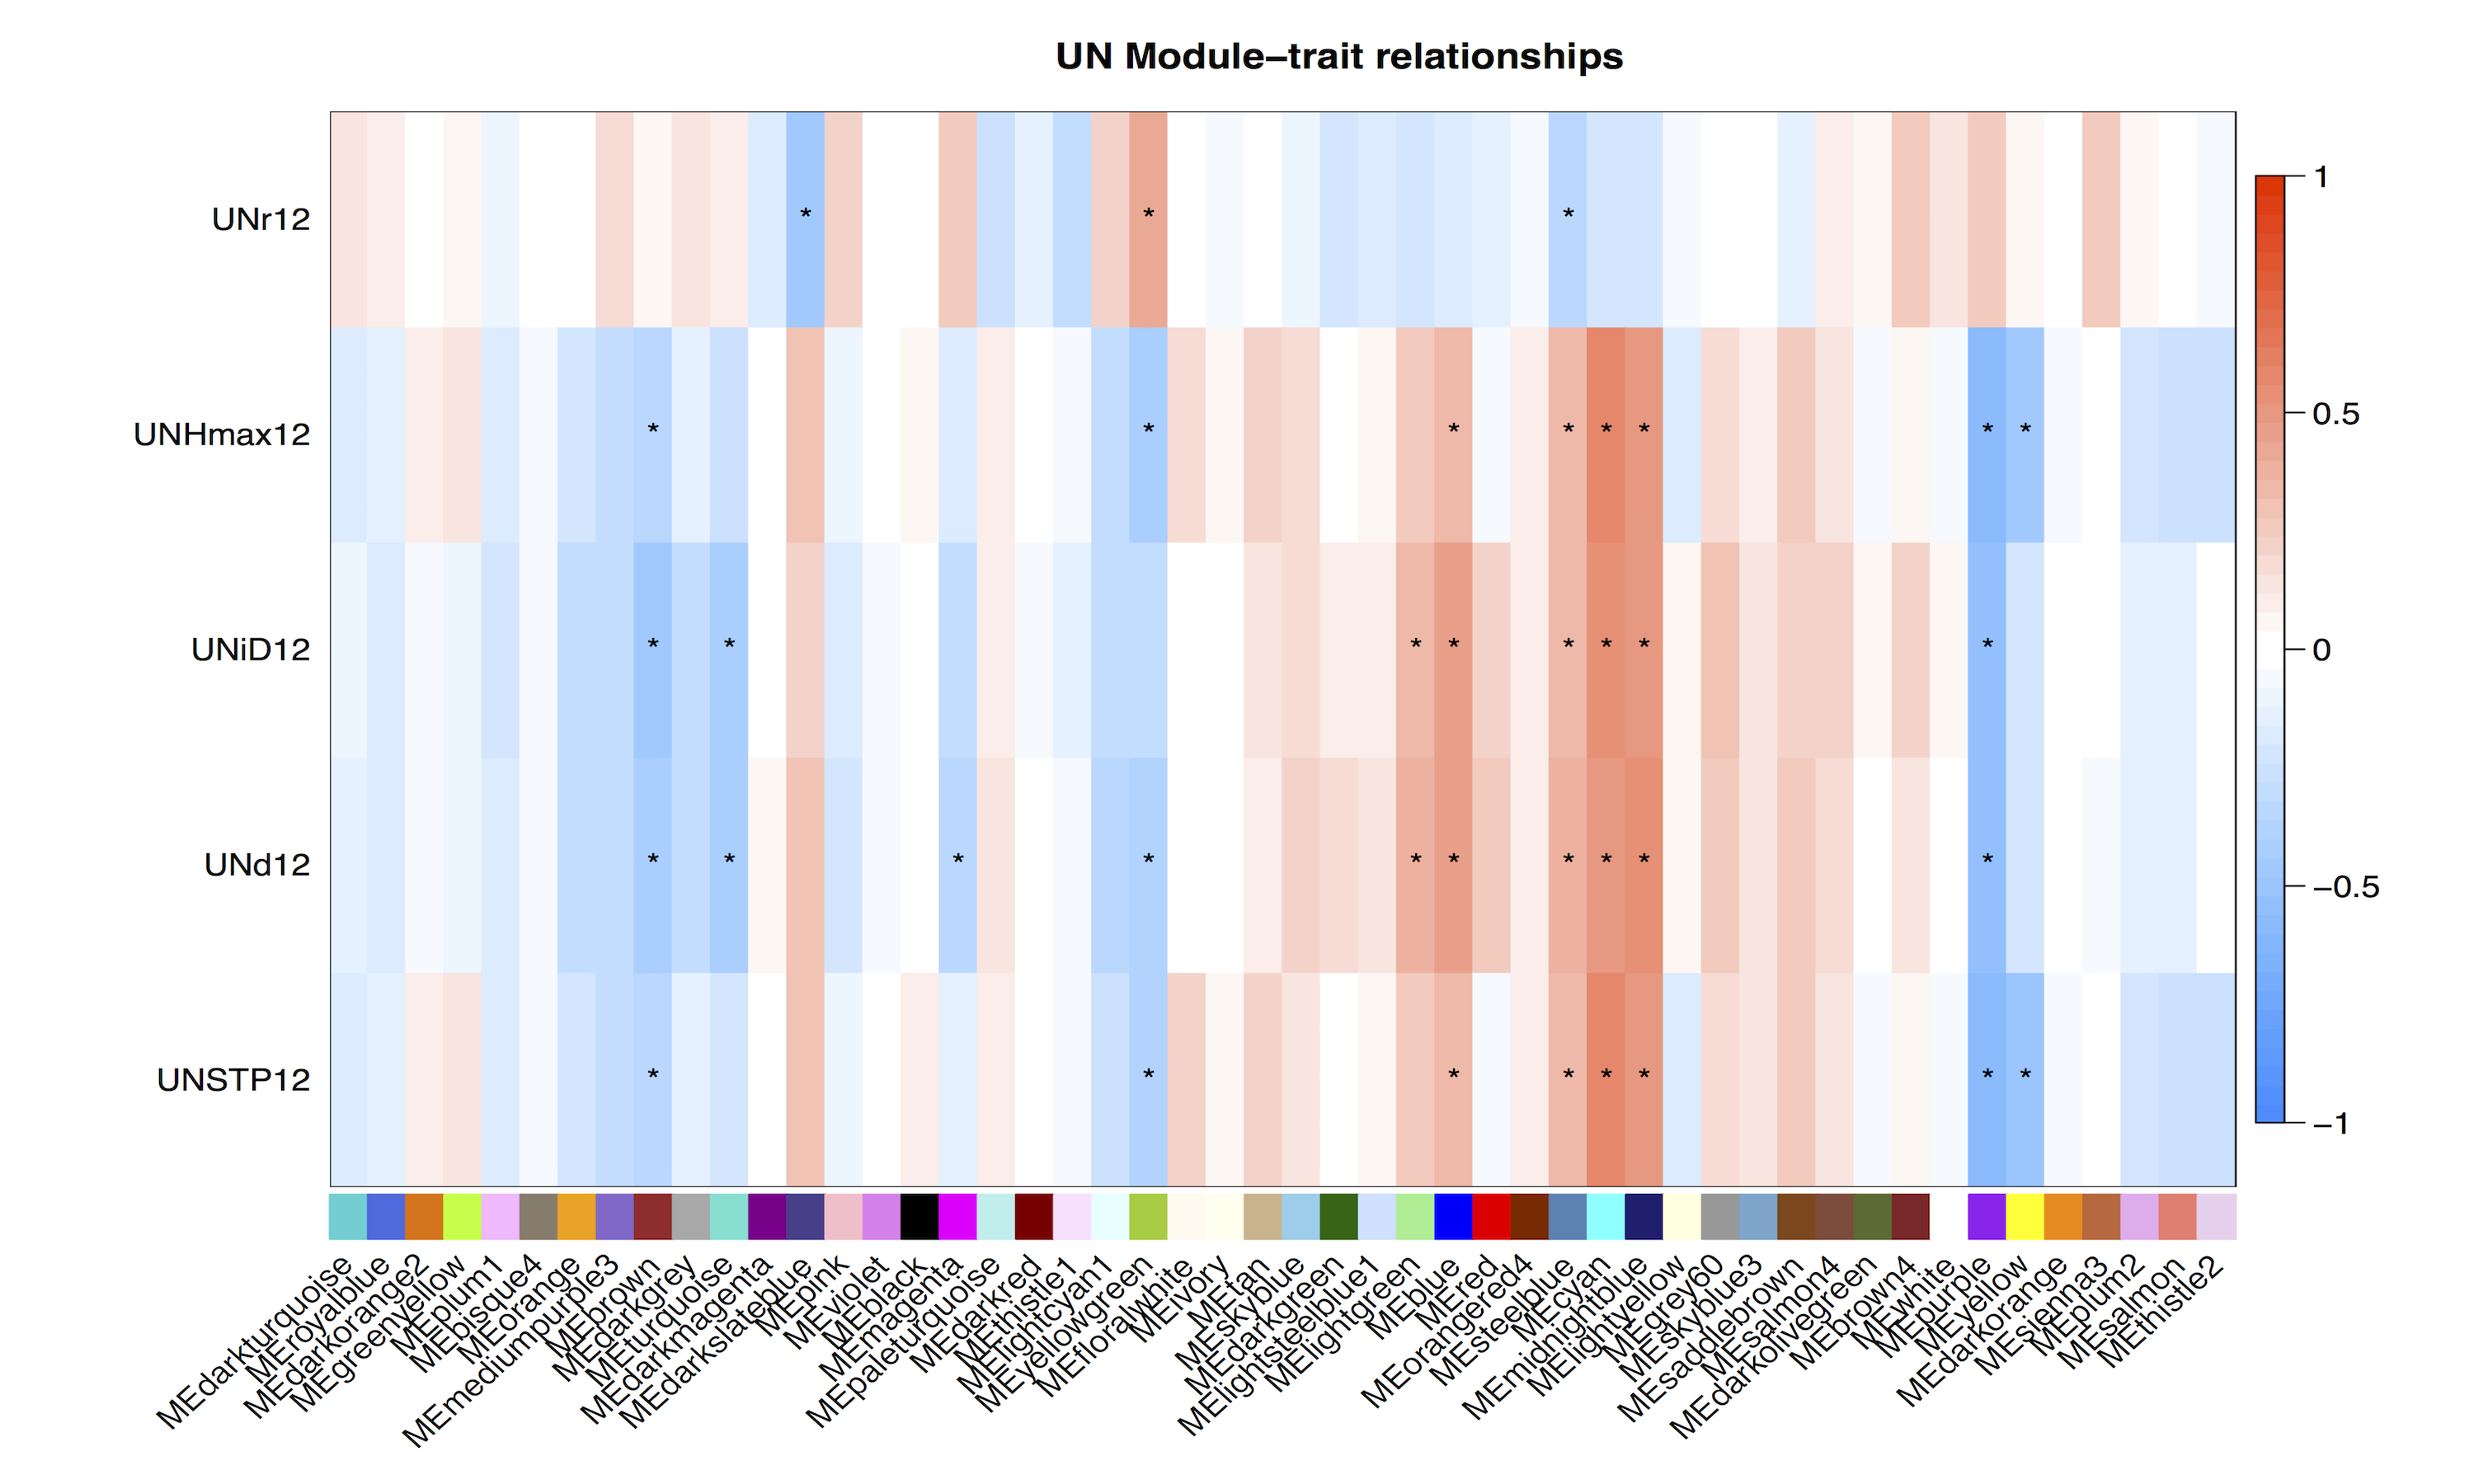 UN Module–trait relationships
UNr12
* * *
UNHmax12
* * * * * * * *
UNiD12
* * * * * * * *
UNd12
* * * * * * * * * *
UNSTP12
* * * * * * * *
1
0.5
0
−0.5
−1
MEdarkturquoise
MEroyalblue
MEdarkorange2
MEgreenyellow
MEplum1
MEbisque4
MEorange
MEmediumpurple3
MEbrown
MEdarkgrey
MEturquoise
MEdarkmagenta
MEdarkslateblue
MEpink
MEviolet
MEblack
MEmagenta
MEpaleturquoise
MEdarkred
MEthistle1
MElightcyan1
MEyellowgreen
MEfloralwhite
MEivory
MEtan
MEskyblue
MEdarkgreen
MElightsteelblue1
MElightgreen
MEblue
MEred
MEorangered4
MEsteelblue
MEcyan
MEmidnightblue
MElightyellow
MEgrey60
MEskyblue3
MEsaddlebrown
MEsalmon4
MEdarkolivegreen
MEbrown4
MEwhite
MEpurple
MEyellow
MEdarkorange
MEsienna3
MEplum2
MEsalmon
MEthistle2